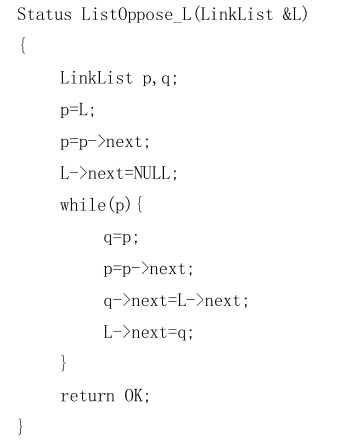 Status ListOppose_L(LinkList &L)
{
LinkList p,q;
p=L;
p=p->next;
L->next=NULL;
while(p){
q=p;
p=p->next;
q->next=L->next;
L->next=q;
}
return OK;
}